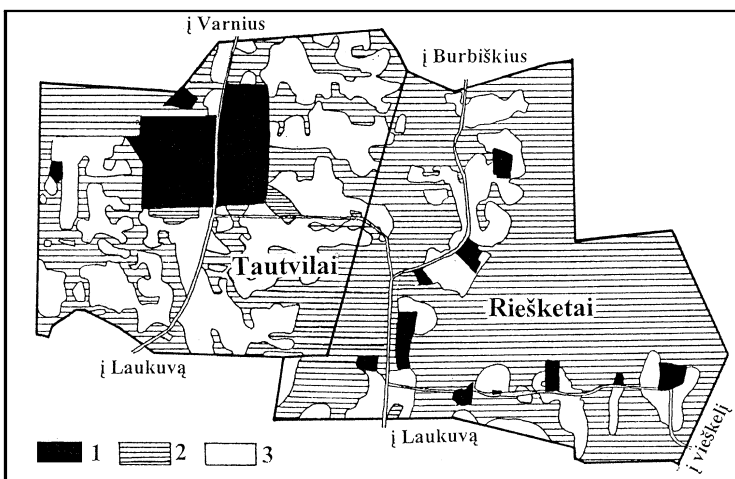 į Varnius
į Burbiškius
Tautvilai
Riešketai
į Laukuvą
į Laukuvą
į vieškelį
1 2 3